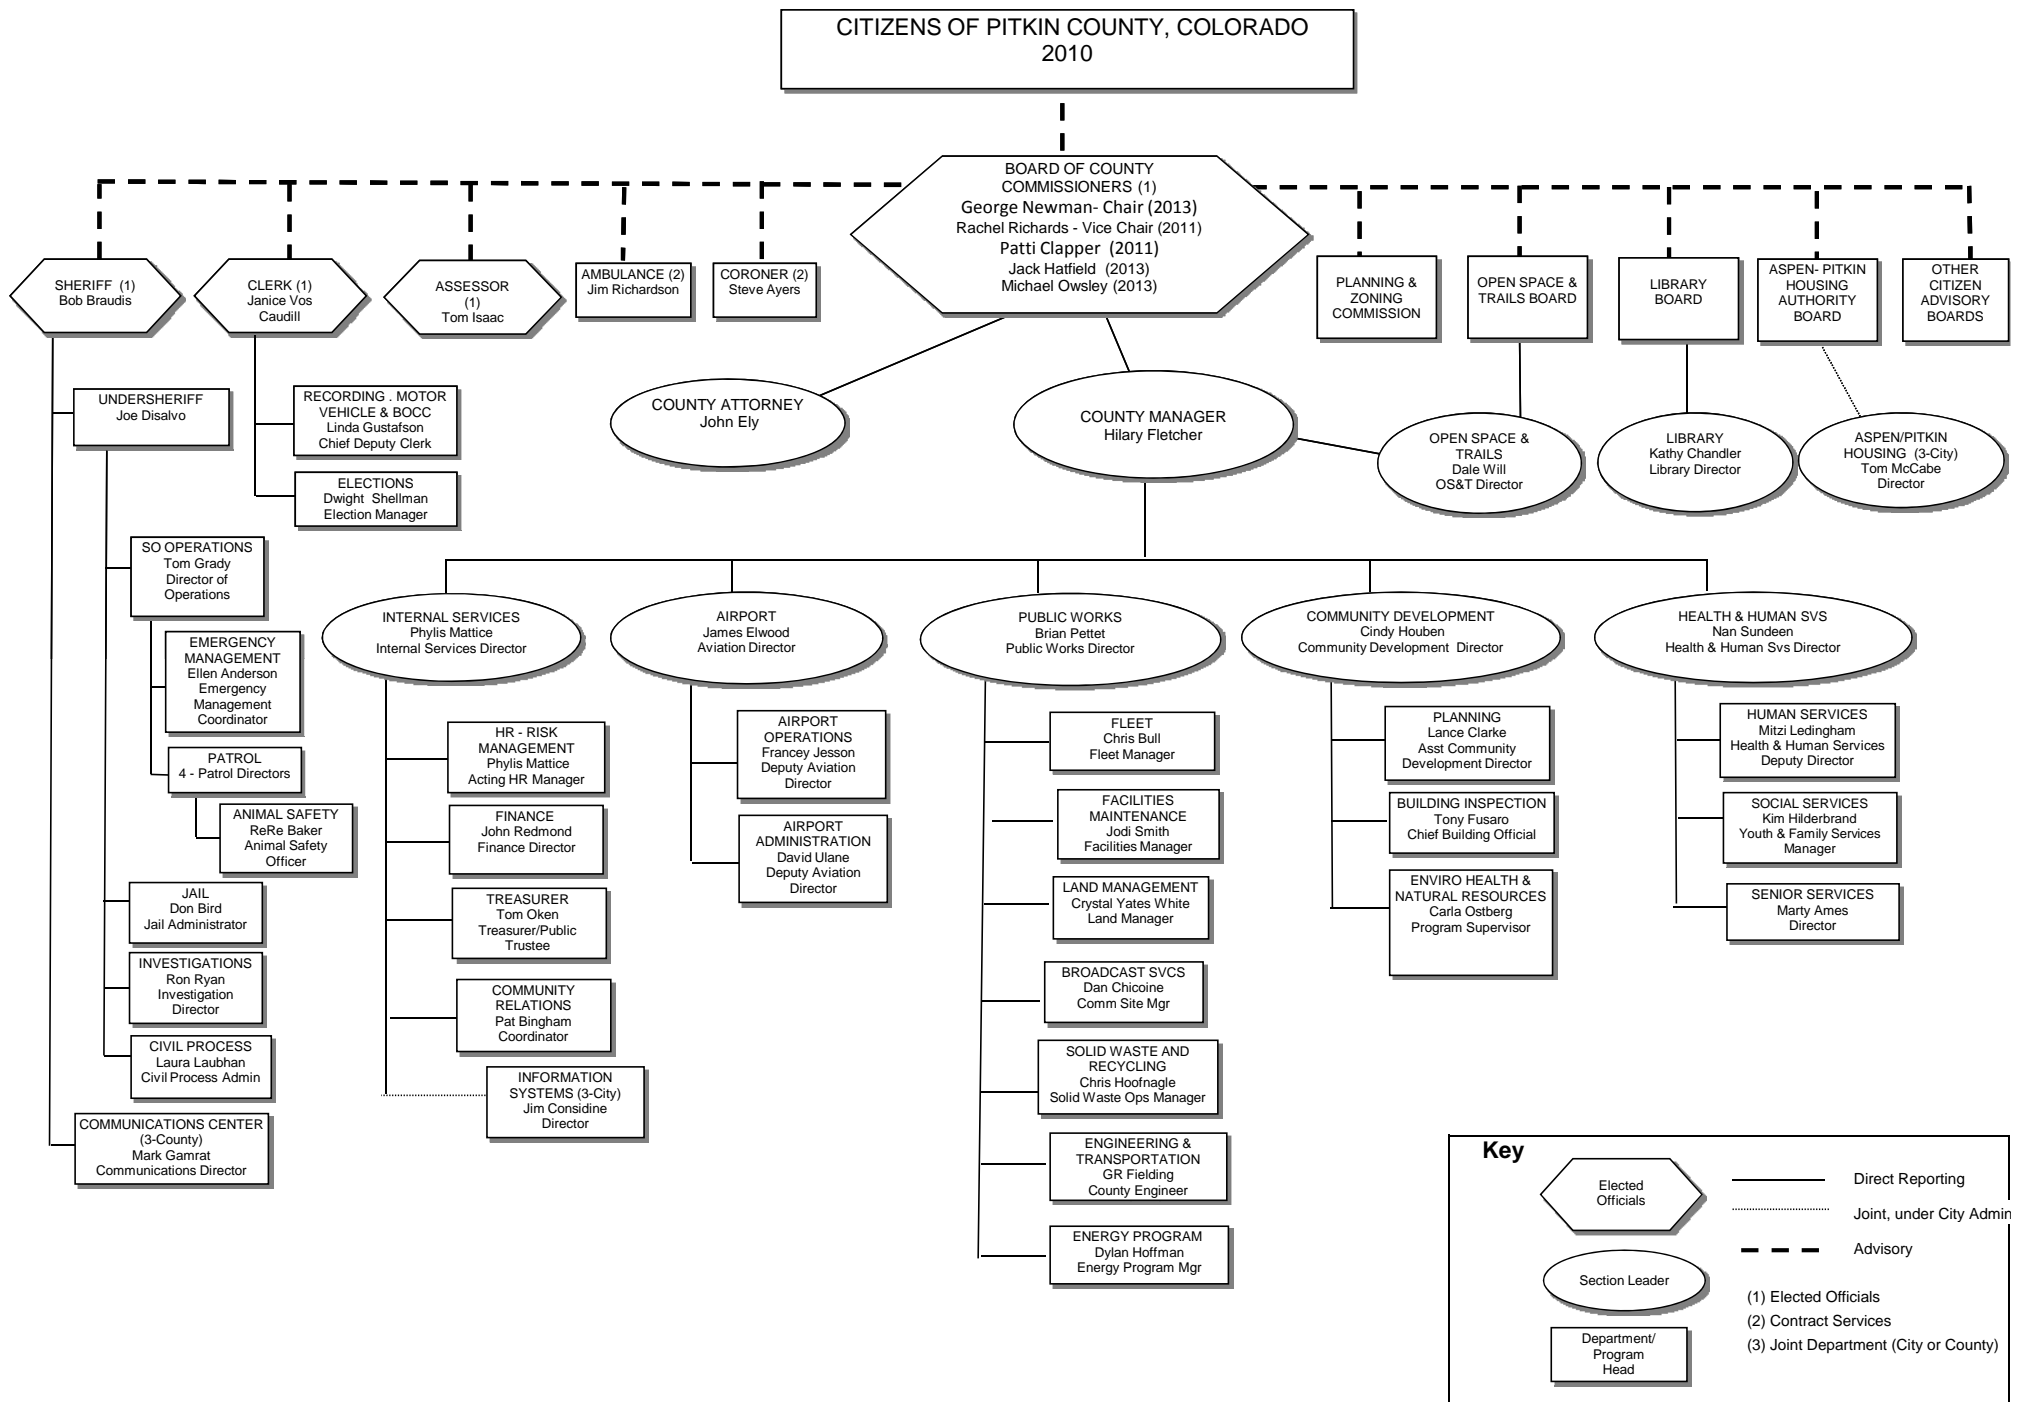 CITIZENS OF PITKIN COUNTY, COLORADO
2010
BOARD OF COUNTY
COMMISSIONERS (1)
George Newman- Chair (2013)
Rachel Richards - Vice Chair (2011)
Patti Clapper (2011)
Jack Hatfield (2013)
Michael Owsley (2013)
SHERIFF (1)
Bob Braudis
CLERK (1)
Janice Vos
Caudill
ASSESSOR
(1)
Tom Isaac
AMBULANCE (2)
Jim Richardson
CORONER (2)
Steve Ayers
PLANNING &
ZONING
COMMISSION
OPEN SPACE &
TRAILS BOARD
LIBRARY
BOARD
ASPEN- PITKIN
HOUSING
AUTHORITY
BOARD
OTHER
CITIZEN
ADVISORY
BOARDS
UNDERSHERIFF
Joe Disalvo
RECORDING . MOTOR
VEHICLE & BOCC
Linda Gustafson
Chief Deputy Clerk
ELECTIONS
Dwight Shellman
Election Manager
COUNTY ATTORNEY
John Ely
COUNTY MANAGER
Hilary Fletcher
OPEN SPACE &
TRAILS
Dale Will
OS&T Director
LIBRARY
Kathy Chandler
Library Director
ASPEN/PITKIN
HOUSING (3-City)
Tom McCabe
Director
SO OPERATIONS
Tom Grady
Director of
Operations
EMERGENCY
MANAGEMENT
Ellen Anderson
Emergency
Management
Coordinator
PATROL
4 - Patrol Directors
ANIMAL SAFETY
ReRe Baker
Animal Safety
Officer
JAIL
Don Bird
Jail Administrator
INVESTIGATIONS
Ron Ryan
Investigation
Director
CIVIL PROCESS
Laura Laubhan
Civil Process Admin
COMMUNICATIONS CENTER
(3-County)
Mark Gamrat
Communications Director
INTERNAL SERVICES
Phylis Mattice
Internal Services Director
HR - RISK
MANAGEMENT
Phylis Mattice
Acting HR Manager
FINANCE
John Redmond
Finance Director
TREASURER
Tom Oken
Treasurer/Public
Trustee
COMMUNITY
RELATIONS
Pat Bingham
Coordinator
INFORMATION
SYSTEMS (3-City)
Jim Considine
Director
AIRPORT
James Elwood
Aviation Director
AIRPORT
OPERATIONS
Francey Jesson
Deputy Aviation
Director
AIRPORT
ADMINISTRATION
David Ulane
Deputy Aviation
Director
PUBLIC WORKS
Brian Pettet
Public Works Director
FLEET
Chris Bull
Fleet Manager
FACILITIES
MAINTENANCE
Jodi Smith
Facilities Manager
LAND MANAGEMENT
Crystal Yates White
Land Manager
BROADCAST SVCS
Dan Chicoine
Comm Site Mgr
SOLID WASTE AND
RECYCLING
Chris Hoofnagle
Solid Waste Ops Manager
ENGINEERING &
TRANSPORTATION
GR Fielding
County Engineer
ENERGY PROGRAM
Dylan Hoffman
Energy Program Mgr
COMMUNITY DEVELOPMENT
Cindy Houben
Community Development Director
PLANNING
Lance Clarke
Asst Community
Development Director
BUILDING INSPECTION
Tony Fusaro
Chief Building Official
ENVIRO HEALTH &
NATURAL RESOURCES
Carla Ostberg
Program Supervisor
HEALTH & HUMAN SVS
Nan Sundeen
Health & Human Svs Director
HUMAN SERVICES
Mitzi Ledingham
Health & Human Services
Deputy Director
SOCIAL SERVICES
Kim Hilderbrand
Youth & Family Services
Manager
SENIOR SERVICES
Marty Ames
Director
Key
Elected
Officials
Section Leader
Department/
Program
Head
Direct Reporting
Joint, under City Admin
Advisory
(1) Elected Officials
(2) Contract Services
(3) Joint Department (City or County)